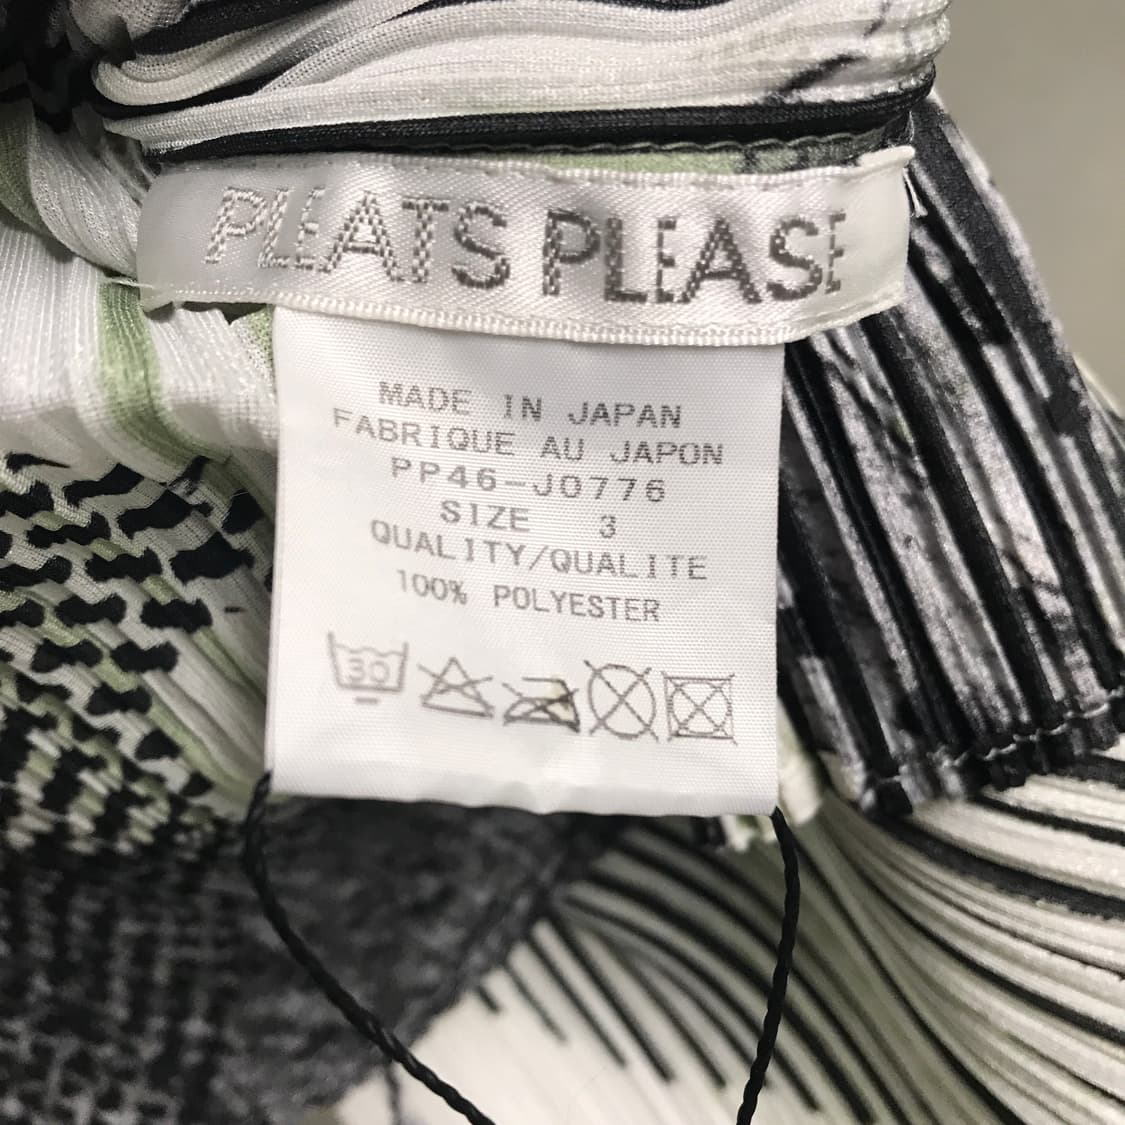 PLEATS PLEASE
MADE IN JAPAN
FABRIQUE AU JAPON
PP46-J0776
SIZE 3
QUALITY/QUALITE
100% POLYESTER
30